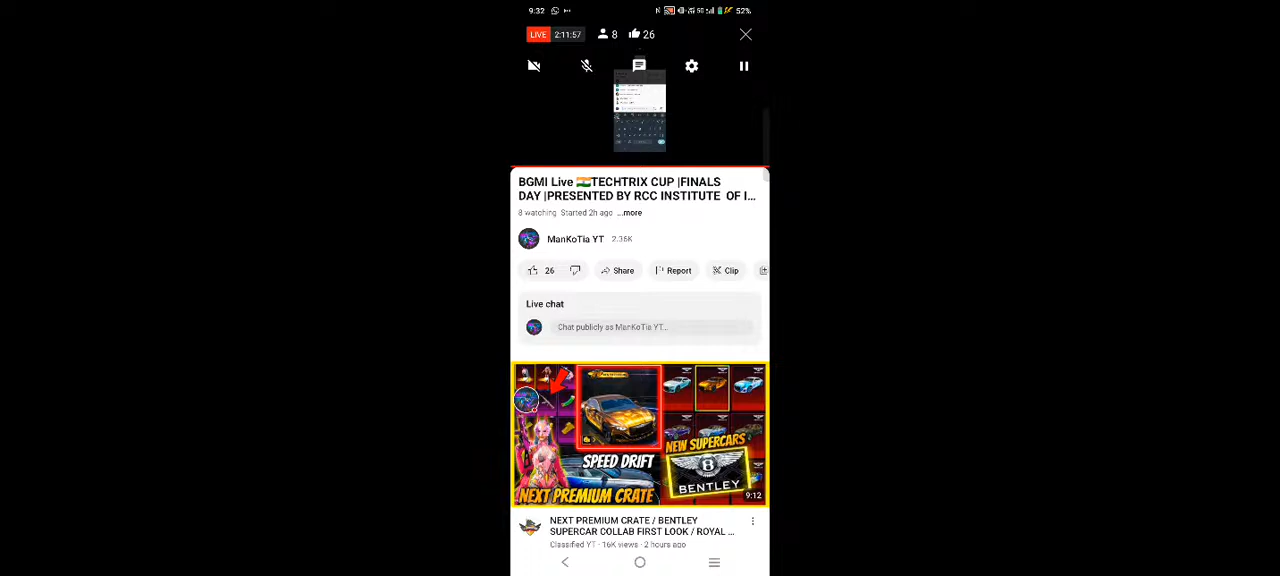 9:32
52%
LIVE 2:11:57 8 26
BGMI Live 🇮🇳TECHTRIX CUP |FINALS
DAY |PRESENTED BY RCC INSTITUTE OF I...
8 watching Started 2h ago ...more
ManKoTia YT 2.36K
26 Share Report Clip
Live chat
Chat publicly as ManKoTia YT...
NEW SUPERCARS
SPEED DRIFT
B
BENTLEY
NEXT PREMIUM CRATE
9:12
NEXT PREMIUM CRATE / BENTLEY
SUPERCAR COLLAB FIRST LOOK / ROYAL ...
Classified YT · 16K views · 2 hours ago